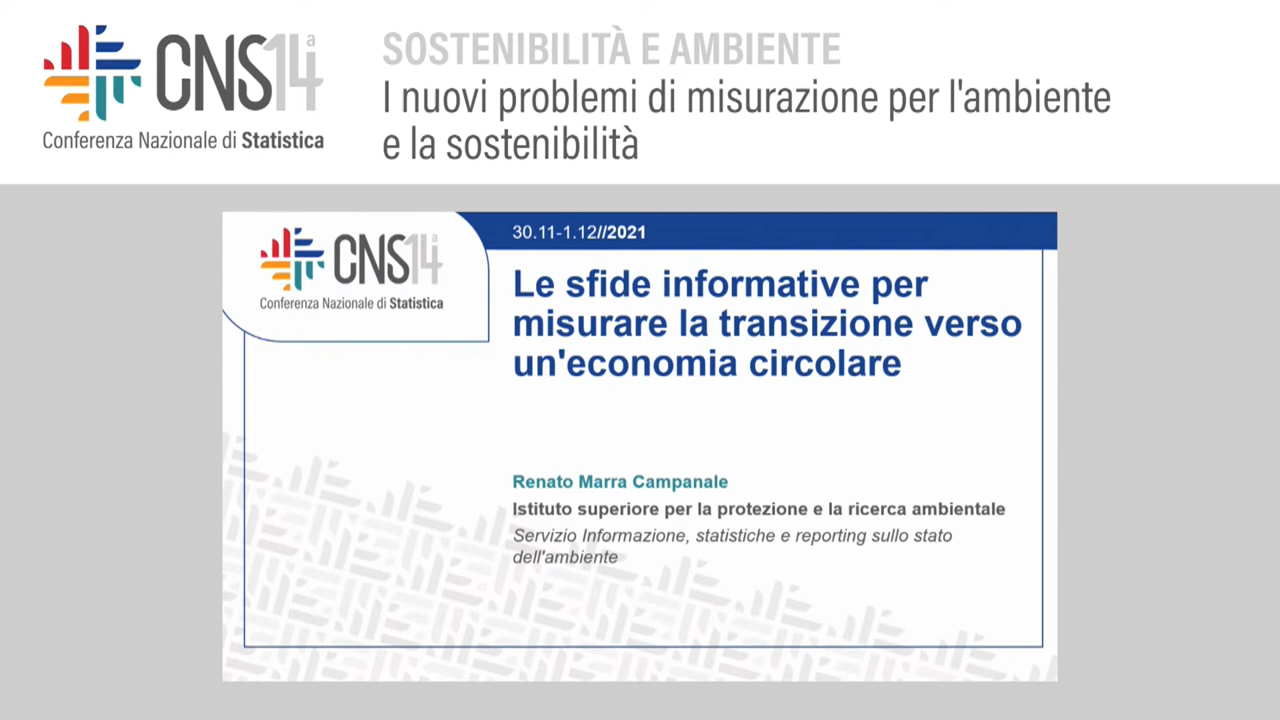 CNS14a
Conferenza Nazionale di Statistica
SOSTENIBILITÀ E AMBIENTE
I nuovi problemi di misurazione per l'ambiente
e la sostenibilità
CNS14a
Conferenza Nazionale di Statistica
30.11-1.12//2021
Le sfide informative per
misurare la transizione verso
un'economia circolare
Renato Marra Campanale
Istituto superiore per la protezione e la ricerca ambientale
Servizio Informazione, statistiche e reporting sullo stato
dell'ambiente